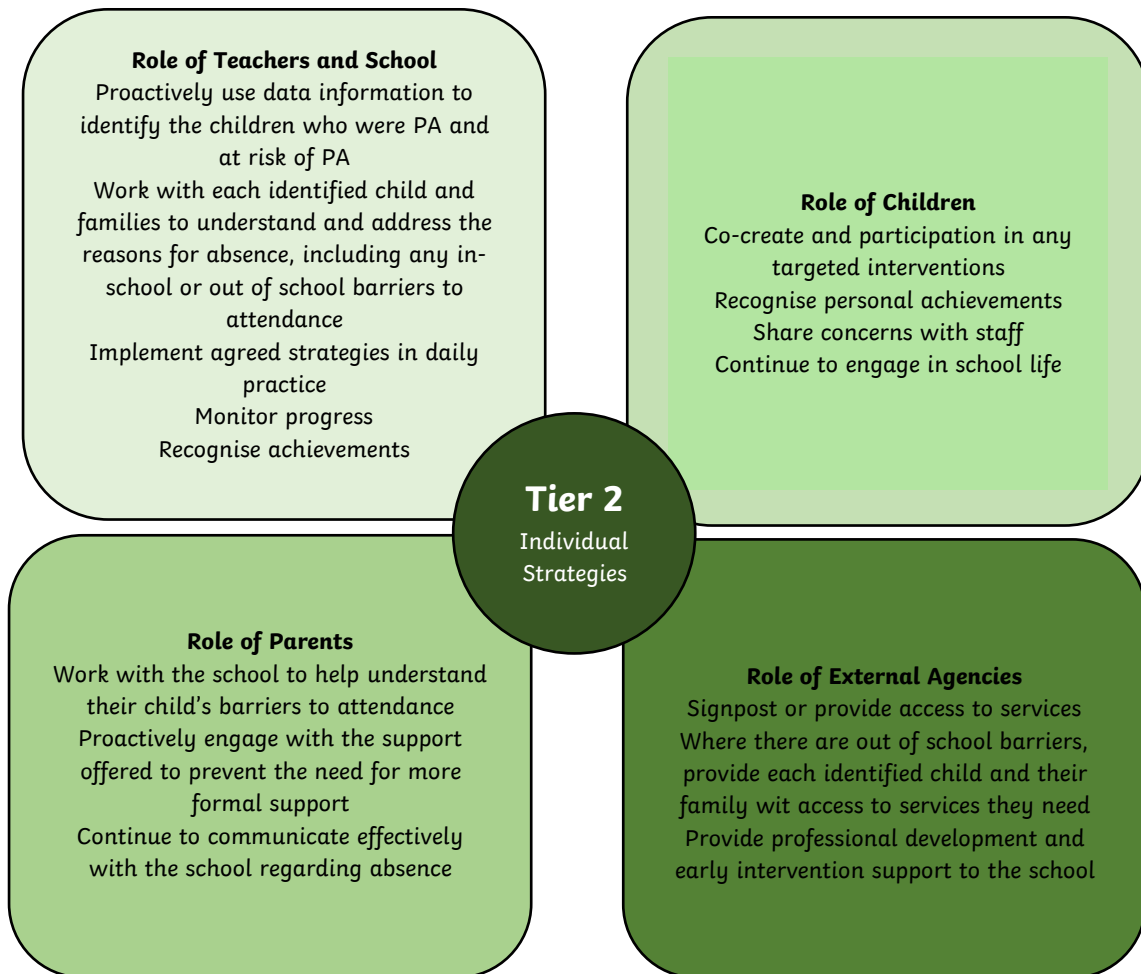 Role of Teachers and School
Proactively use data information to
identify the children who were PA and
at risk of PA
Work with each identified child and
families to understand and address the
reasons for absence, including any in-
school or out of school barriers to
attendance
Implement agreed strategies in daily
practice
Monitor progress
Recognise achievements
Role of Children
Co-create and participation in any
targeted interventions
Recognise personal achievements
Share concerns with staff
Continue to engage in school life
Tier 2
Individual
Strategies
Role of Parents
Work with the school to help understand
their child’s barriers to attendance
Proactively engage with the support
offered to prevent the need for more
formal support
Continue to communicate effectively
with the school regarding absence
Role of External Agencies
Signpost or provide access to services
Where there are out of school barriers,
provide each identified child and their
family wit access to services they need
Provide professional development and
early intervention support to the school